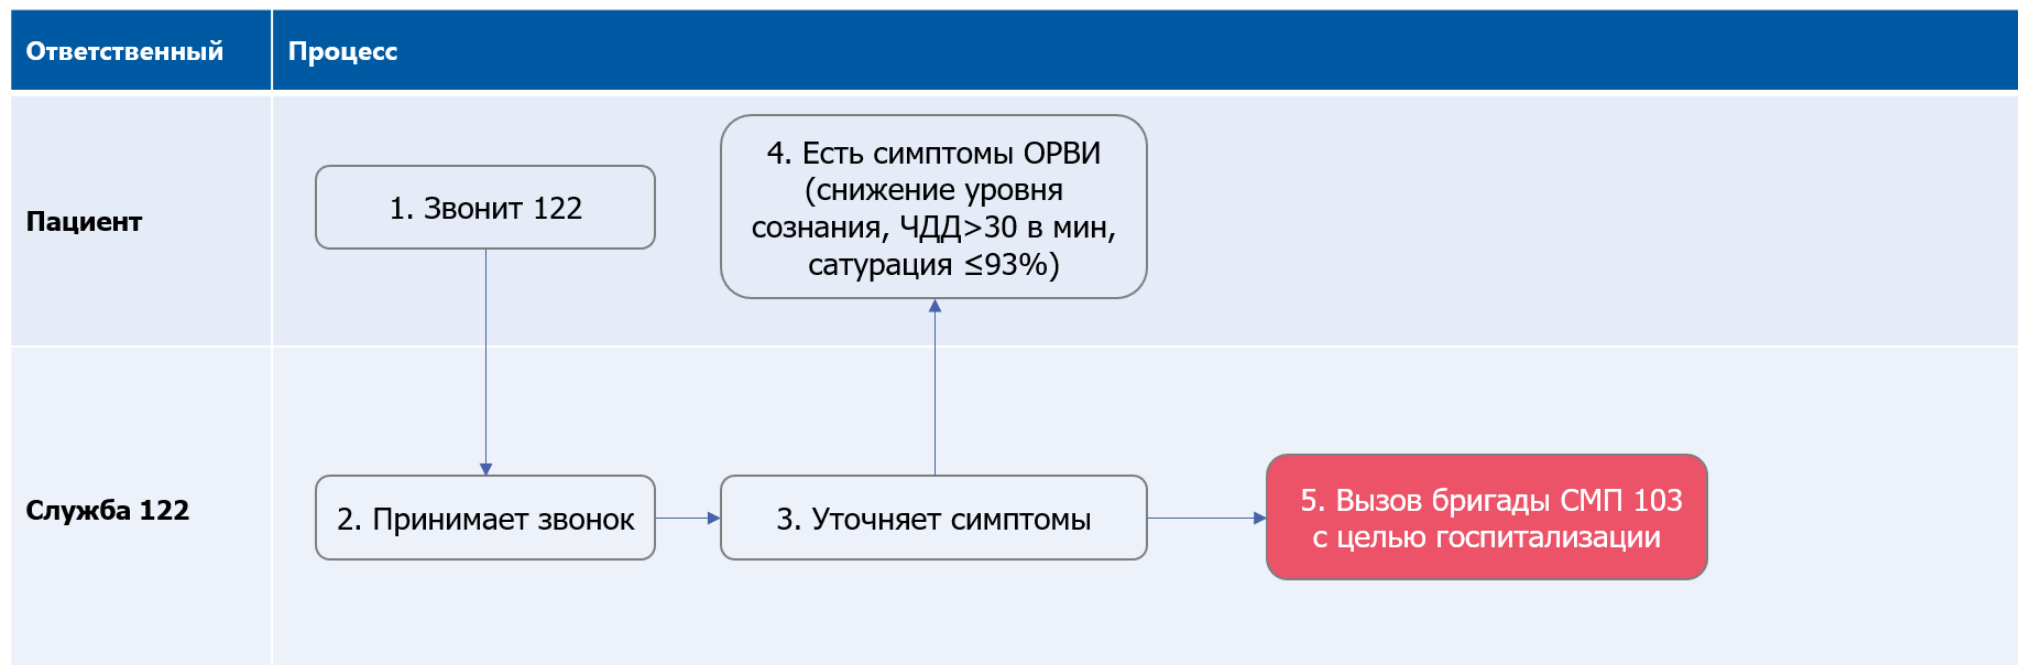 Ответственный
Процесс
Пациент
1. Звонит 122
4. Есть симптомы ОРВИ
(снижение уровня
сознания, ЧДД>30 в мин,
сатурация ≤93%)
Служба 122
2. Принимает звонок
3. Уточняет симптомы
5. Вызов бригады СМП 103
с целью госпитализации